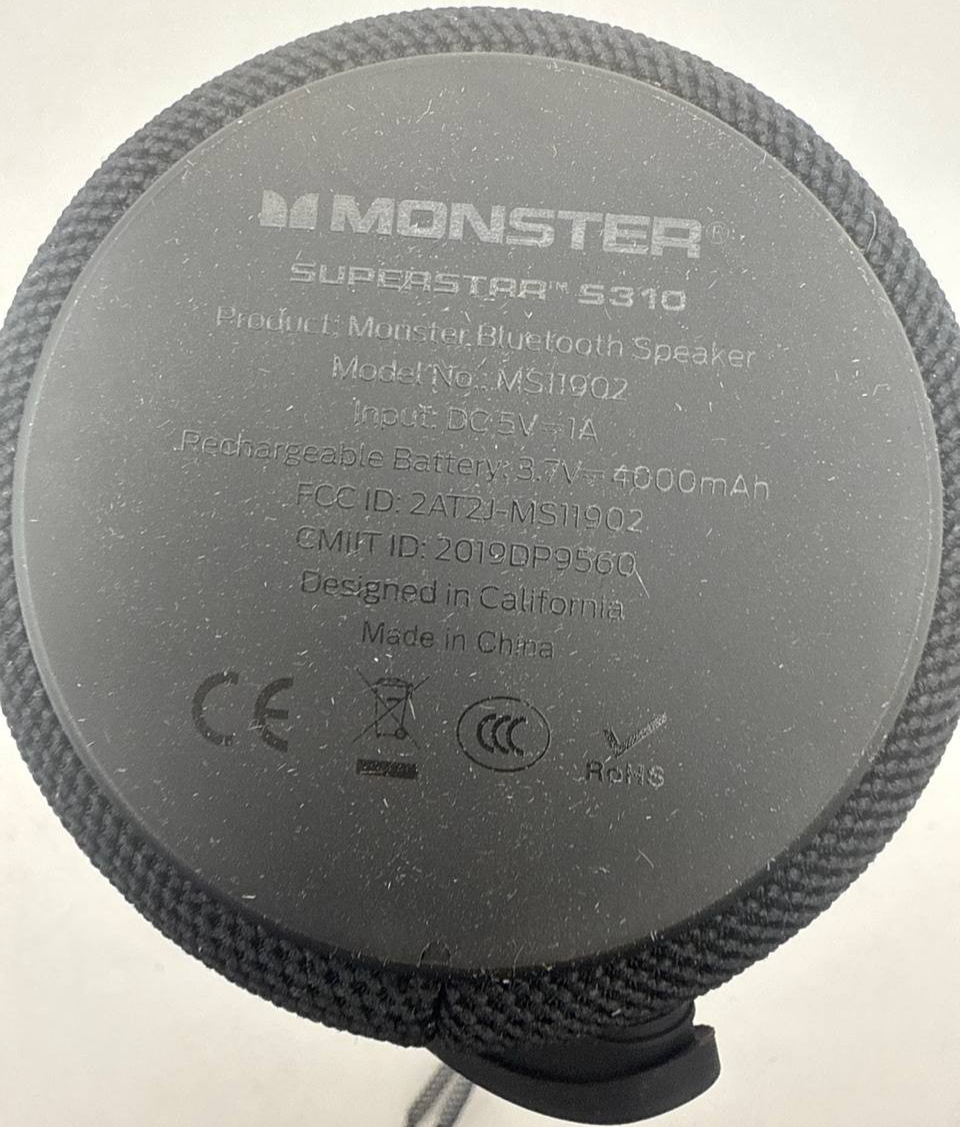 MONSTER®
SUPERSTAR™ S310
Product: Monster Bluetooth Speaker
Model No.: MS11902
Input: DC 5V⎓1A
Rechargeable Battery: 3.7V⎓4000mAh
FCC ID: 2AT2J-MS11902
CMIIT ID: 2019DP9560
Designed in California
Made in China
CE CCC
RoHS